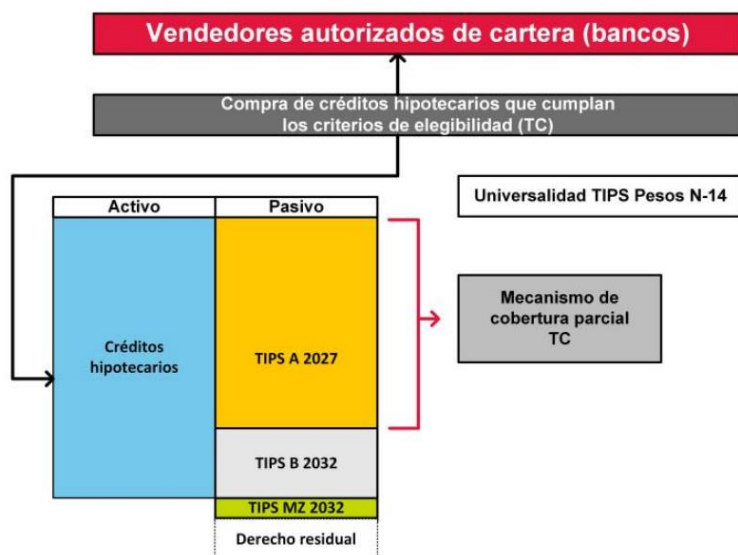 Vendedores autorizados de cartera (bancos)
Compra de créditos hipotecarios que cumplan
los criterios de elegibilidad (TC)
Universalidad TIPS Pesos N-14
Activo
Pasivo
Créditos
hipotecarios
TIPS A 2027
Mecanismo de
cobertura parcial
TC
TIPS B 2032
TIPS MZ 2032
Derecho residual